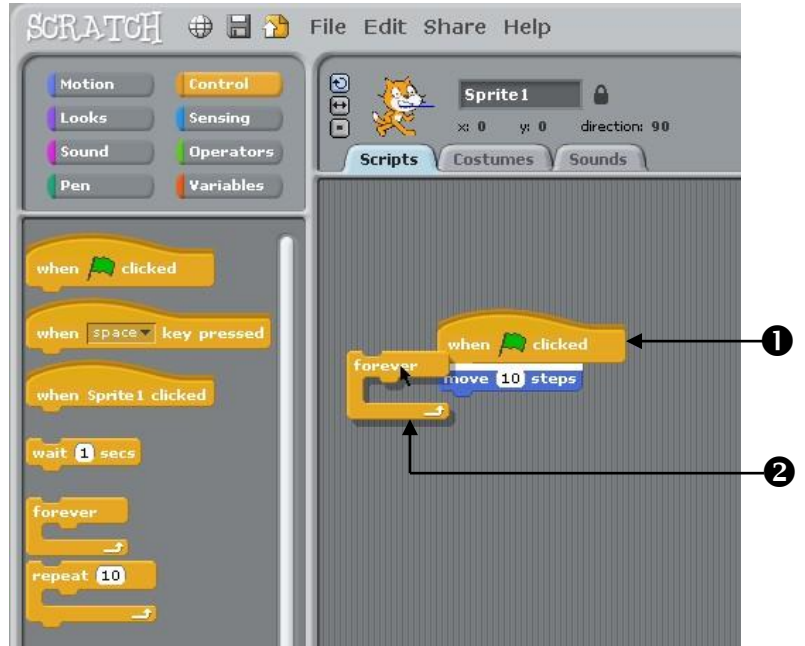 SCRATCH File Edit Share Help
Motion Control
Looks Sensing
Sound Operators
Pen Variables
Sprite1
x: 0 y: 0 direction: 90
Scripts Costumes Sounds
when clicked
when space key pressed
when Sprite1 clicked
wait 1 secs
forever
repeat 10
when clicked
forever
move 10 steps
❶
❷